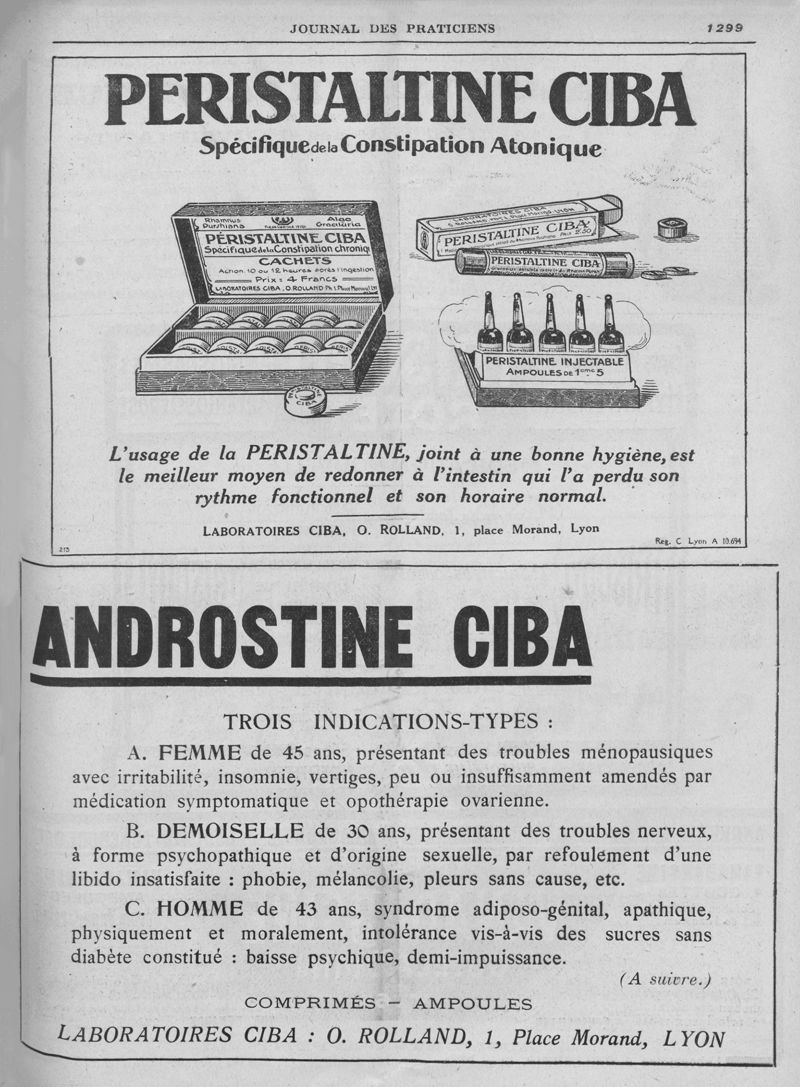 JOURNAL DES PRATICIENS
1299
PERISTALTINE CIBA
Spécifique de la Constipation Atonique
Rhamnus Purshiana
Algo
PÉRISTALTINE CIBA
Spécifique de la Constipation chroniq
CACHETS
Action 10 ou 12 heures après l'ingestion
Prix : 4 Francs
LABORATOIRES CIBA, O. ROLLAND
PERISTALTINE CIBA
CIBA
LABORATOIRES CIBA
PERISTALTINE CIBA
PERISTALTINE CIBA
PERISTALTINE INJECTABLE
AMPOULES DE 1cmc 5
L'usage de la PERISTALTINE, joint à une bonne hygiène, est
le meilleur moyen de redonner à l'intestin qui l'a perdu son
rythme fonctionnel et son horaire normal.
LABORATOIRES CIBA, O. ROLLAND, 1, place Morand, Lyon
213
Reg. C Lyon A 10.694
ANDROSTINE CIBA
TROIS INDICATIONS-TYPES :
A. FEMME de 45 ans, présentant des troubles ménopausiques
avec irritabilité, insomnie, vertiges, peu ou insuffisamment amendés par
médication symptomatique et opothérapie ovarienne.
B. DEMOISELLE de 30 ans, présentant des troubles nerveux,
à forme psychopathique et d'origine sexuelle, par refoulement d'une
libido insatisfaite : phobie, mélancolie, pleurs sans cause, etc.
C. HOMME de 43 ans, syndrome adiposo-génital, apathique,
physiquement et moralement, intolérance vis-à-vis des sucres sans
diabète constitué : baisse psychique, demi-impuissance.
(A suivre.)
COMPRIMÉS – AMPOULES
LABORATOIRES CIBA : O. ROLLAND, 1, Place Morand, LYON